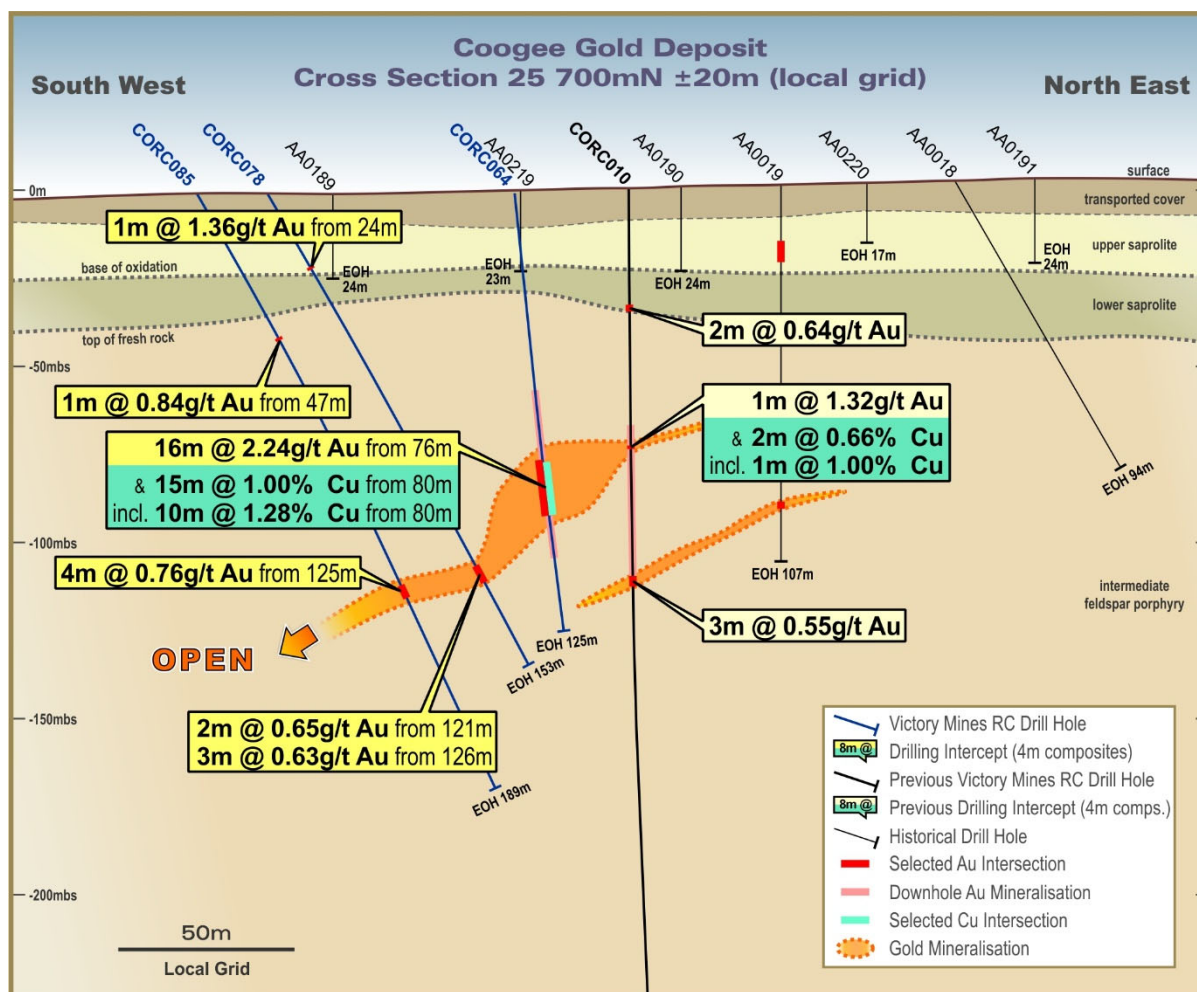 Coogee Gold Deposit
Cross Section 25 700mN ±20m (local grid)
South West
North East
CORC085
CORC078
AA0189
CORC064
AA0219
CORC010
AA0190
AA0019
AA0220
AA0018
AA0191
surface
0m
transported cover
1m @ 1.36g/t Au from 24m
upper saprolite
base of oxidation
EOH
24m
EOH
23m
EOH 24m
EOH 17m
EOH
24m
lower saprolite
top of fresh rock
2m @ 0.64g/t Au
-50mbs
1m @ 0.84g/t Au from 47m
1m @ 1.32g/t Au
& 2m @ 0.66% Cu
incl. 1m @ 1.00% Cu
16m @ 2.24g/t Au from 76m
& 15m @ 1.00% Cu from 80m
incl. 10m @ 1.28% Cu from 80m
EOH 94m
-100mbs
4m @ 0.76g/t Au from 125m
EOH 107m
intermediate
feldspar porphyry
3m @ 0.55g/t Au
OPEN
EOH 125m
EOH 153m
-150mbs
2m @ 0.65g/t Au from 121m
3m @ 0.63g/t Au from 126m
EOH 189m
-200mbs
50m
Local Grid
Victory Mines RC Drill Hole
8m @
Drilling Intercept (4m composites)
Previous Victory Mines RC Drill Hole
8m @
Previous Drilling Intercept (4m comps.)
Historical Drill Hole
Selected Au Intersection
Downhole Au Mineralisation
Selected Cu Intersection
Gold Mineralisation